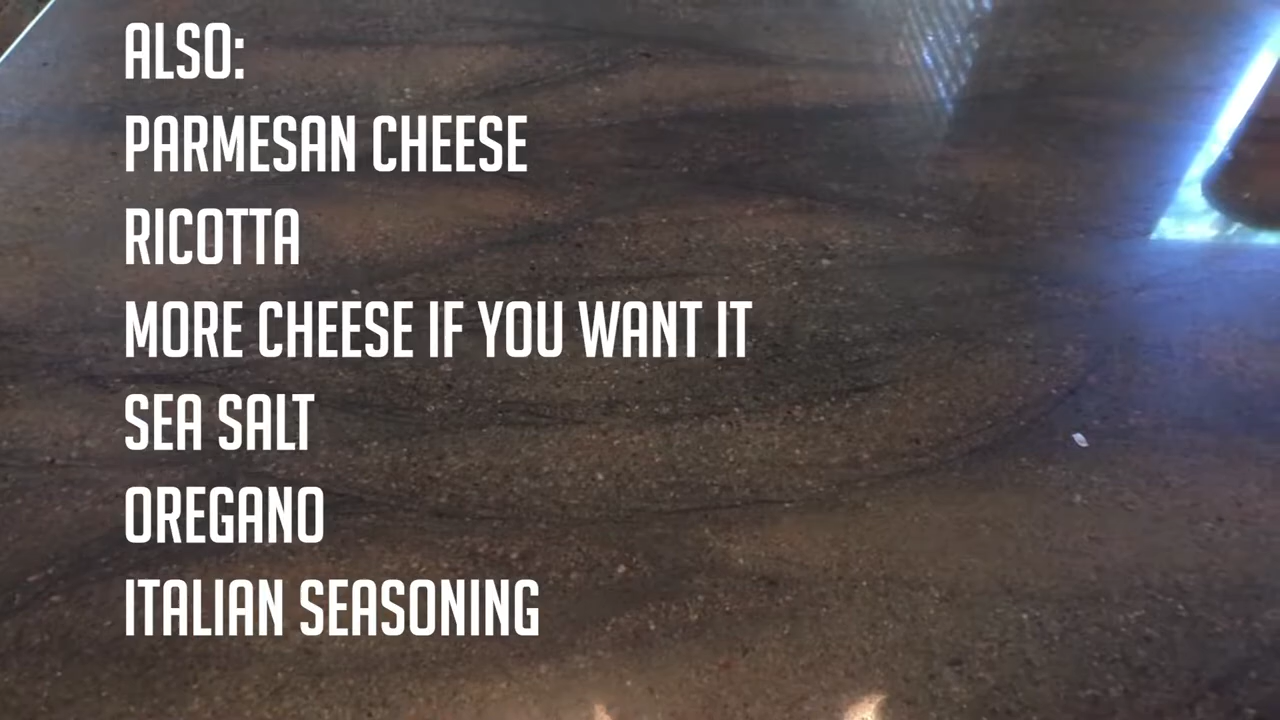 ALSO:
PARMESAN CHEESE
RICOTTA
MORE CHEESE IF YOU WANT IT
SEA SALT
OREGANO
ITALIAN SEASONING